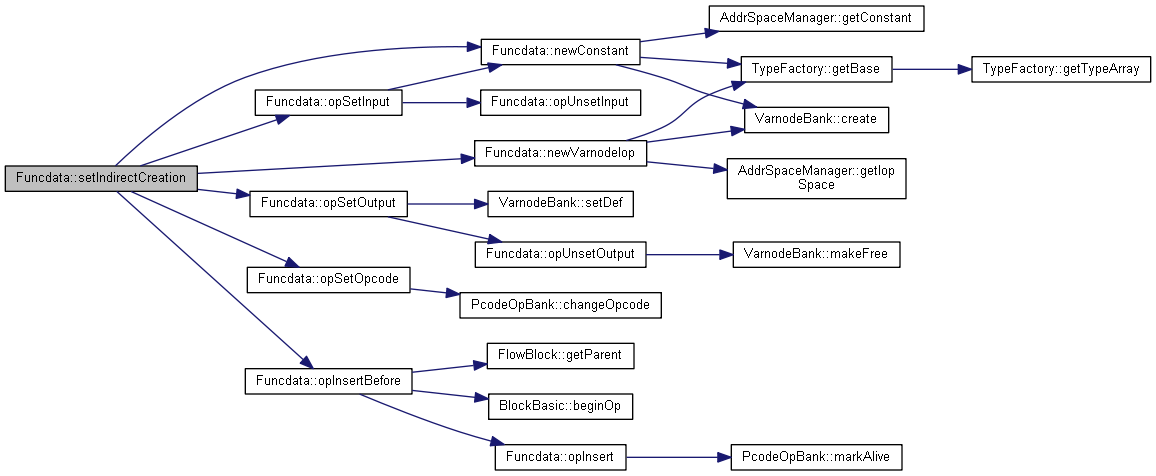 AddrSpaceManager::getConstant
Funcdata::newConstant
TypeFactory::getBase
TypeFactory::getTypeArray
Funcdata::opSetInput
Funcdata::opUnsetInput
VarnodeBank::create
Funcdata::newVarnodeIop
Funcdata::setIndirectCreation
AddrSpaceManager::getIop
Space
Funcdata::opSetOutput
VarnodeBank::setDef
Funcdata::opUnsetOutput
VarnodeBank::makeFree
Funcdata::opSetOpcode
PcodeOpBank::changeOpcode
FlowBlock::getParent
Funcdata::opInsertBefore
BlockBasic::beginOp
Funcdata::opInsert
PcodeOpBank::markAlive